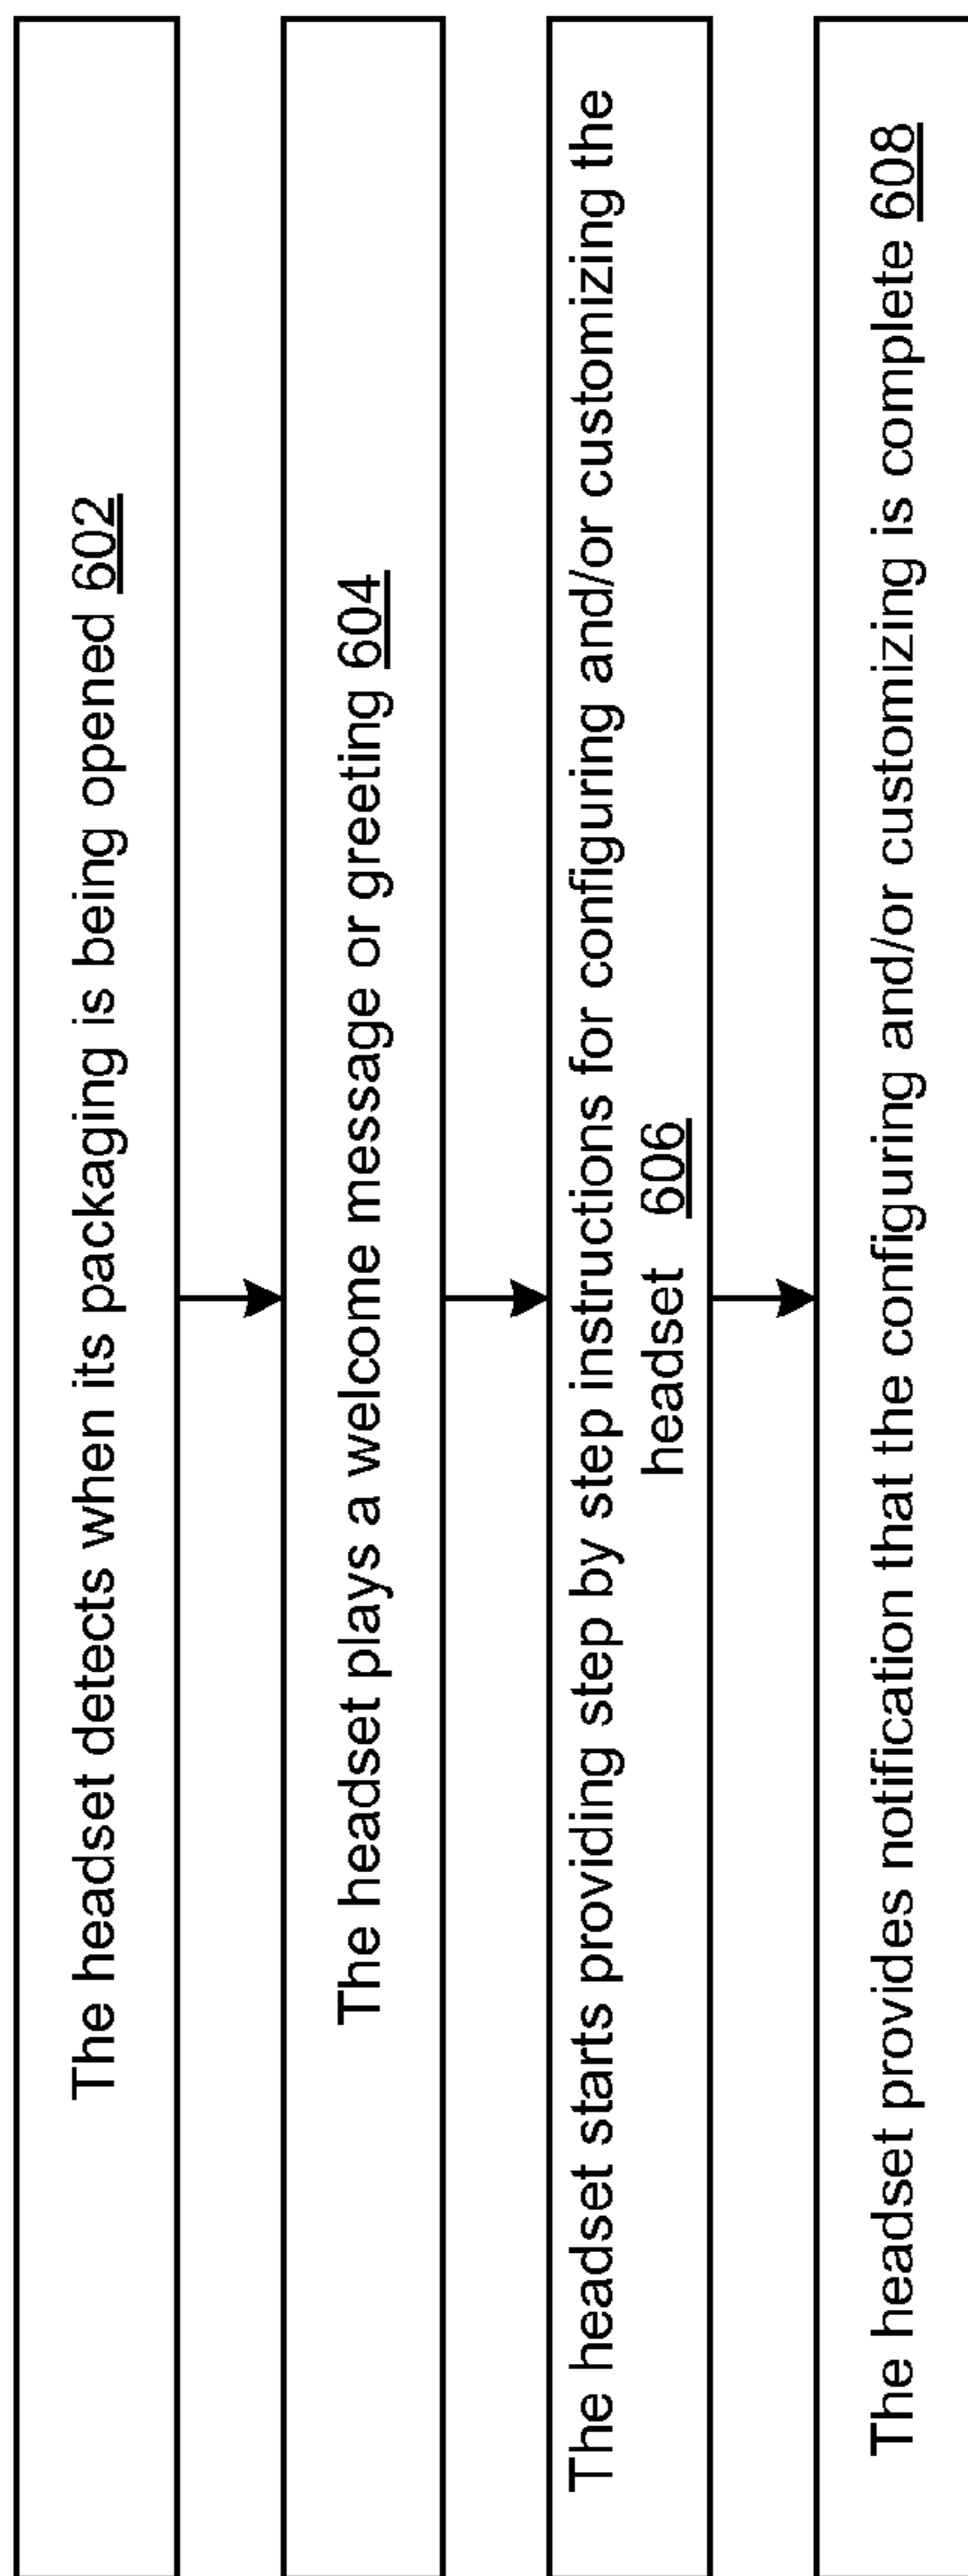 The headset detects when its packaging is being opened 602
The headset plays a welcome message or greeting 604
The headset starts providing step by step instructions for configuring and/or customizing the
headset 606
The headset provides notification that the configuring and/or customizing is complete 608